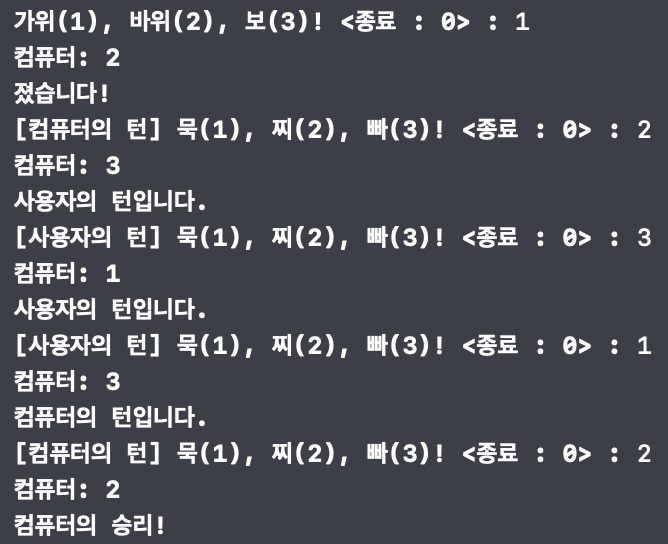 가위(1), 바위(2), 보(3)! <종료 : 0> : 1
컴퓨터: 2
졌습니다!
[컴퓨터의 턴] 묵(1), 찌(2), 빠(3)! <종료 : 0> : 2
컴퓨터: 3
사용자의 턴입니다.
[사용자의 턴] 묵(1), 찌(2), 빠(3)! <종료 : 0> : 3
컴퓨터: 1
사용자의 턴입니다.
[사용자의 턴] 묵(1), 찌(2), 빠(3)! <종료 : 0> : 1
컴퓨터: 3
컴퓨터의 턴입니다.
[컴퓨터의 턴] 묵(1), 찌(2), 빠(3)! <종료 : 0> : 2
컴퓨터: 2
컴퓨터의 승리!